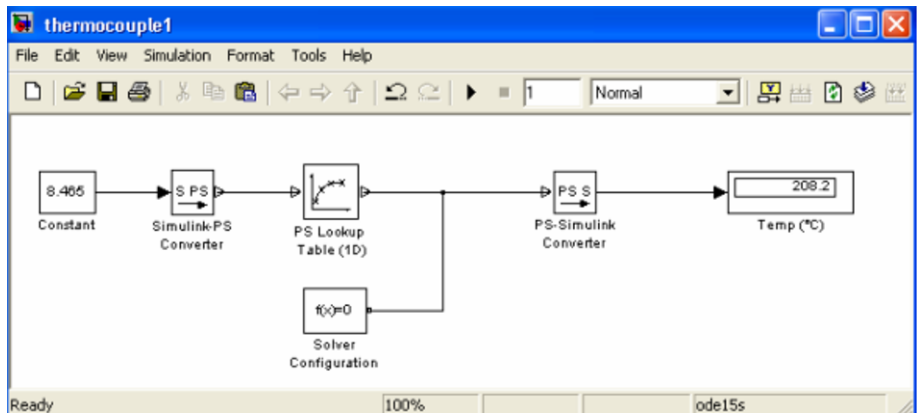 thermocouple1
File Edit View Simulation Format Tools Help
1 Normal
8.465
Constant
S PS
Simulink-PS
Converter
PS Lookup
Table (1D)
f(x)=0
Solver
Configuration
PS S
PS-Simulink
Converter
208.2
Temp (°C)
Ready 100% ode15s